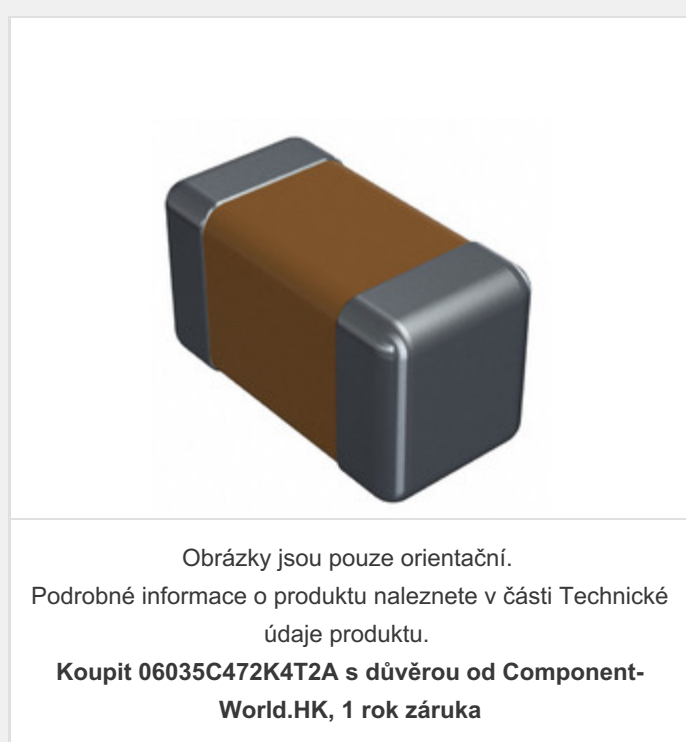 Obrázky jsou pouze orientační.
Podrobné informace o produktu naleznete v části Technické
údaje produktu.
Koupit 06035C472K4T2A s důvěrou od Component-
World.HK, 1 rok záruka